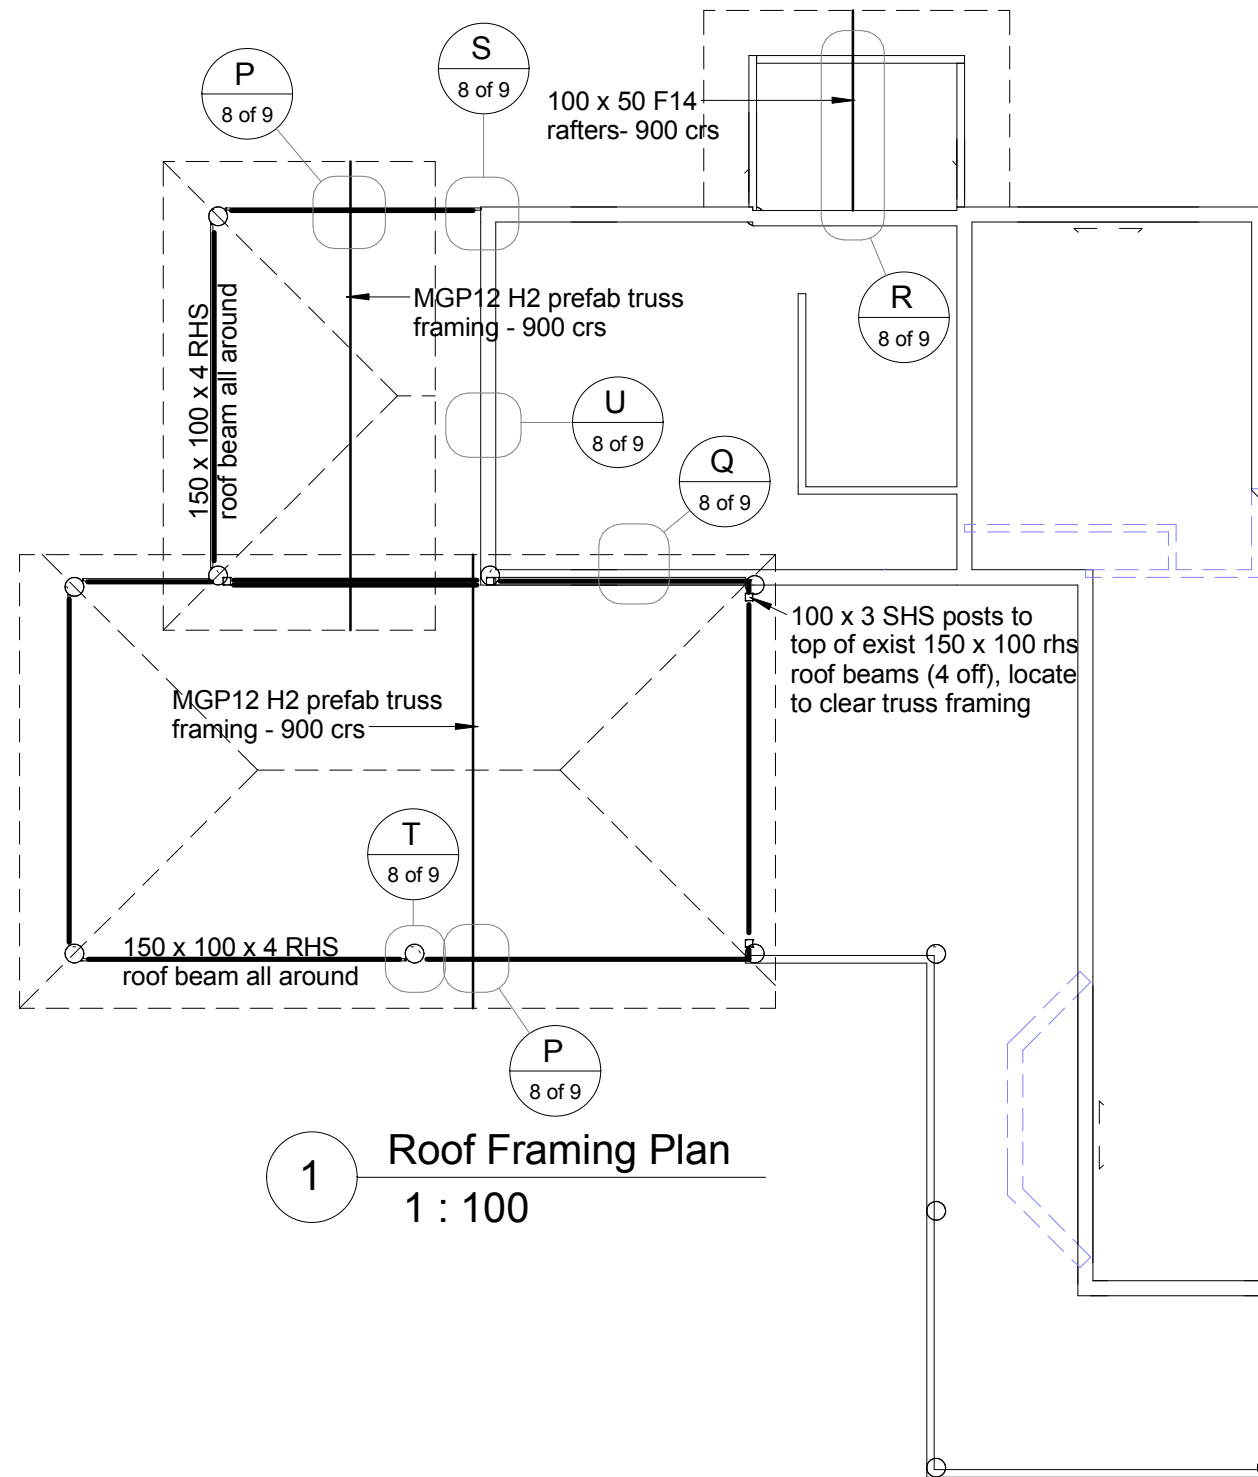 S
8 of 9
P
8 of 9
100 x 50 F14
rafters- 900 crs
R
8 of 9
MGP12 H2 prefab truss
framing - 900 crs
150 x 100 x 4 RHS
roof beam all around
U
8 of 9
Q
8 of 9
100 x 3 SHS posts to
top of exist 150 x 100 rhs
roof beams (4 off), locate
to clear truss framing
MGP12 H2 prefab truss
framing - 900 crs
T
8 of 9
150 x 100 x 4 RHS
roof beam all around
P
8 of 9
1
Roof Framing Plan
1 : 100